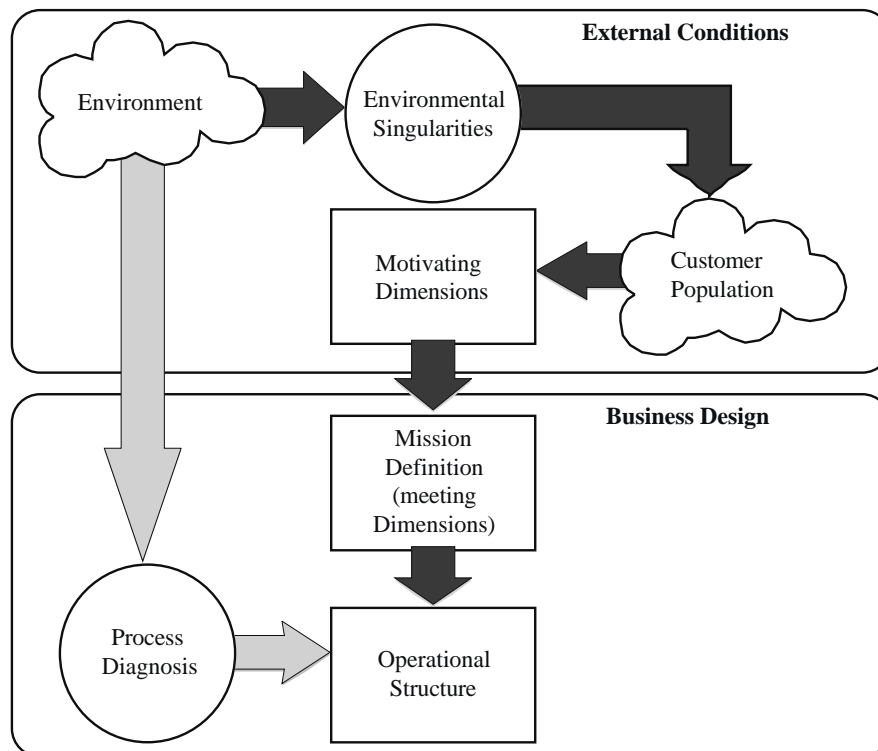 External Conditions
Environment
Environmental
Singularities
Motivating
Dimensions
Customer
Population
Business Design
Mission
Definition
(meeting
Dimensions)
Process
Diagnosis
Operational
Structure